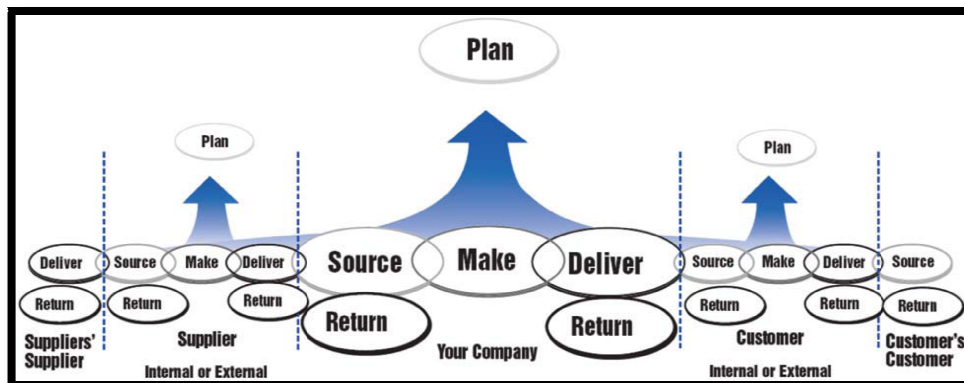 Plan
Plan
Plan
Deliver
Source
Make
Deliver
Source
Make
Deliver
Source
Make
Deliver
Source
Return
Return
Return
Return
Return
Return
Return
Return
Suppliers'
Supplier
Supplier
Internal or External
Your Company
Customer
Internal or External
Customer's
Customer